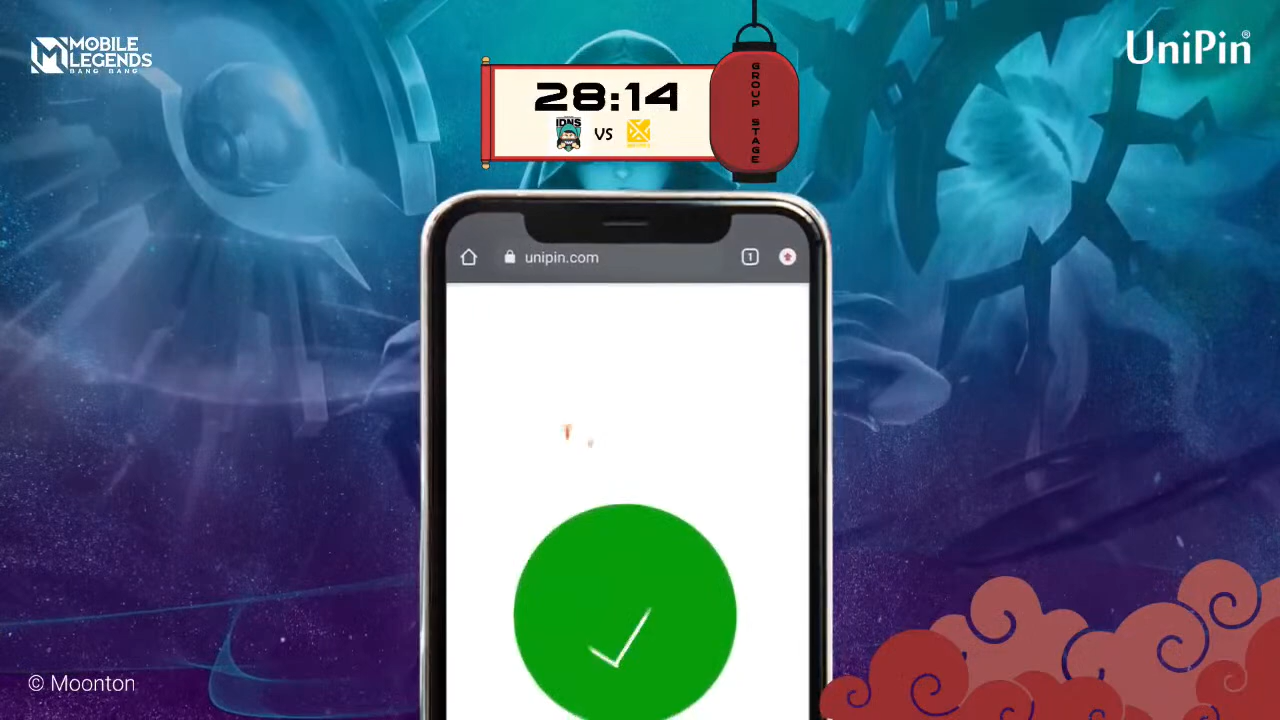 MOBILE
LEGENDS
BANG BANG
UniPin®
28:14
IDNS
VS
GROUP STAGE
1
unipin.com
© Moonton